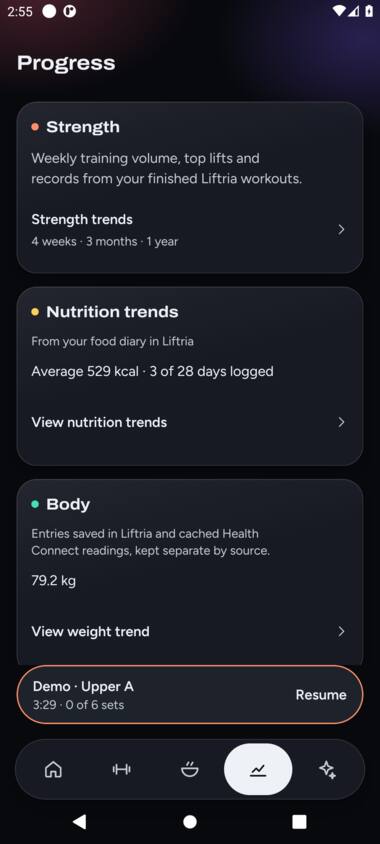 2:55
Progress
Strength
Weekly training volume, top lifts and
records from your finished Liftria workouts.
Strength trends
4 weeks · 3 months · 1 year
Nutrition trends
From your food diary in Liftria
Average 529 kcal · 3 of 28 days logged
View nutrition trends
Body
Entries saved in Liftria and cached Health
Connect readings, kept separate by source.
79.2 kg
View weight trend
Demo · Upper A
3:29 · 0 of 6 sets
Resume